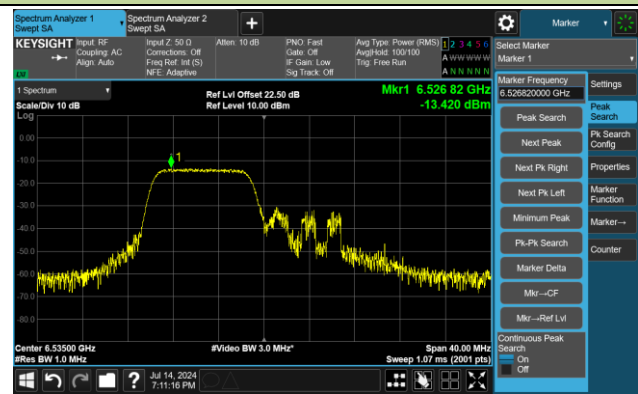 Spectrum Analyzer 1
Swept SA
Spectrum Analyzer 2
Swept SA
+
Marker
KEYSIGHT
Input: RF
Coupling: AC
Align: Auto
Input Z: 50 Ω
Corrections: Off
Freq Ref: Int (S)
NFE: Adaptive
Atten: 10 dB
PNO: Fast
Gate: Off
IF Gain: Low
Sig Track: Off
Avg Type: Power (RMS)
Avg|Hold: 100/100
Trig: Free Run
1 2 3 4 5 6
A W W W W W
A N N N N N
LXI
Select Marker
Marker 1
1 Spectrum
Scale/Div 10 dB
Ref Lvl Offset 22.50 dB
Ref Level 10.00 dBm
Mkr1 6.526 82 GHz
-13.420 dBm
Log
0.00
-10.0
-20.0
-30.0
-40.0
-50.0
-60.0
-70.0
-80.0
1
Center 6.53500 GHz
#Res BW 1.0 MHz
#Video BW 3.0 MHz*
Span 40.00 MHz
Sweep 1.07 ms (2001 pts)
Marker Frequency
6.526820000 GHz
Peak Search
Next Peak
Next Pk Right
Next Pk Left
Minimum Peak
Pk-Pk Search
Marker Delta
Mkr→CF
Mkr→Ref Lvl
Continuous Peak
Search
On
Off
Settings
Peak
Search
Pk Search
Config
Properties
Marker
Function
Marker→
Counter
?
Jul 14, 2024
7:11:16 PM